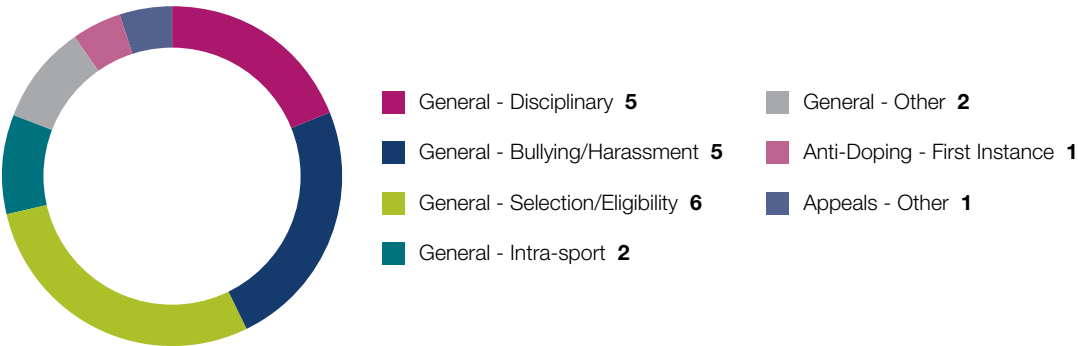 General - Disciplinary 5
General - Bullying/Harassment 5
General - Selection/Eligibility 6
General - Intra-sport 2
General - Other 2
Anti-Doping - First Instance 1
Appeals - Other 1